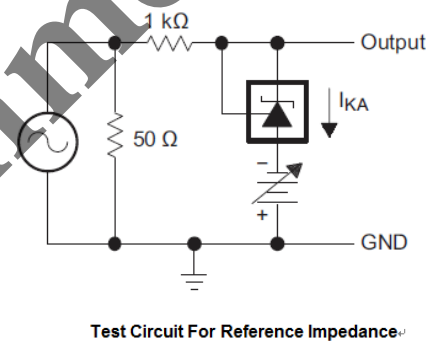 1 kΩ
Output
IKA
50 Ω
−
+
GND
Test Circuit For Reference Impedance